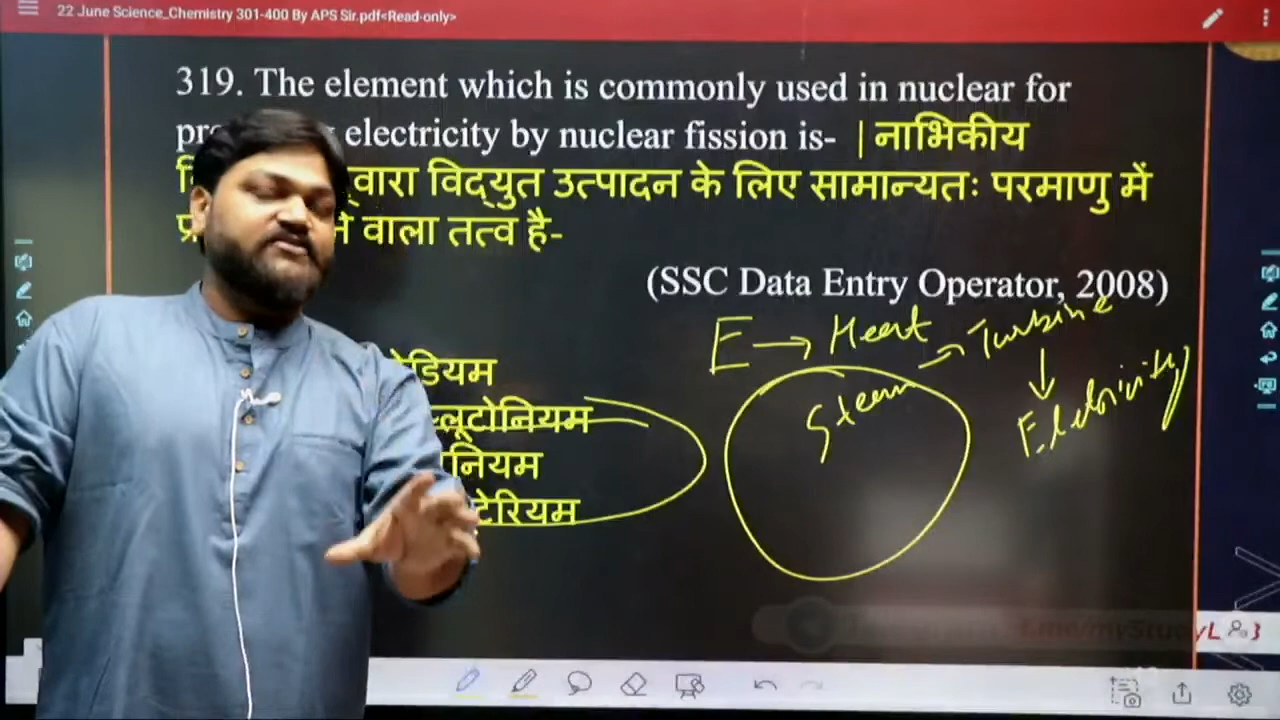 22 June Science_Chemistry 301-400 By APS Sir.pdf<Read-only>
319. The element which is commonly used in nuclear for
electricity by nuclear fission is- | नाभिकीय
विद्युत उत्पादन के लिए सामान्यतः परमाणु में
वाला तत्व है-
(SSC Data Entry Operator, 2008)
E → Heat → Turbine
Steam
↓
Electricity